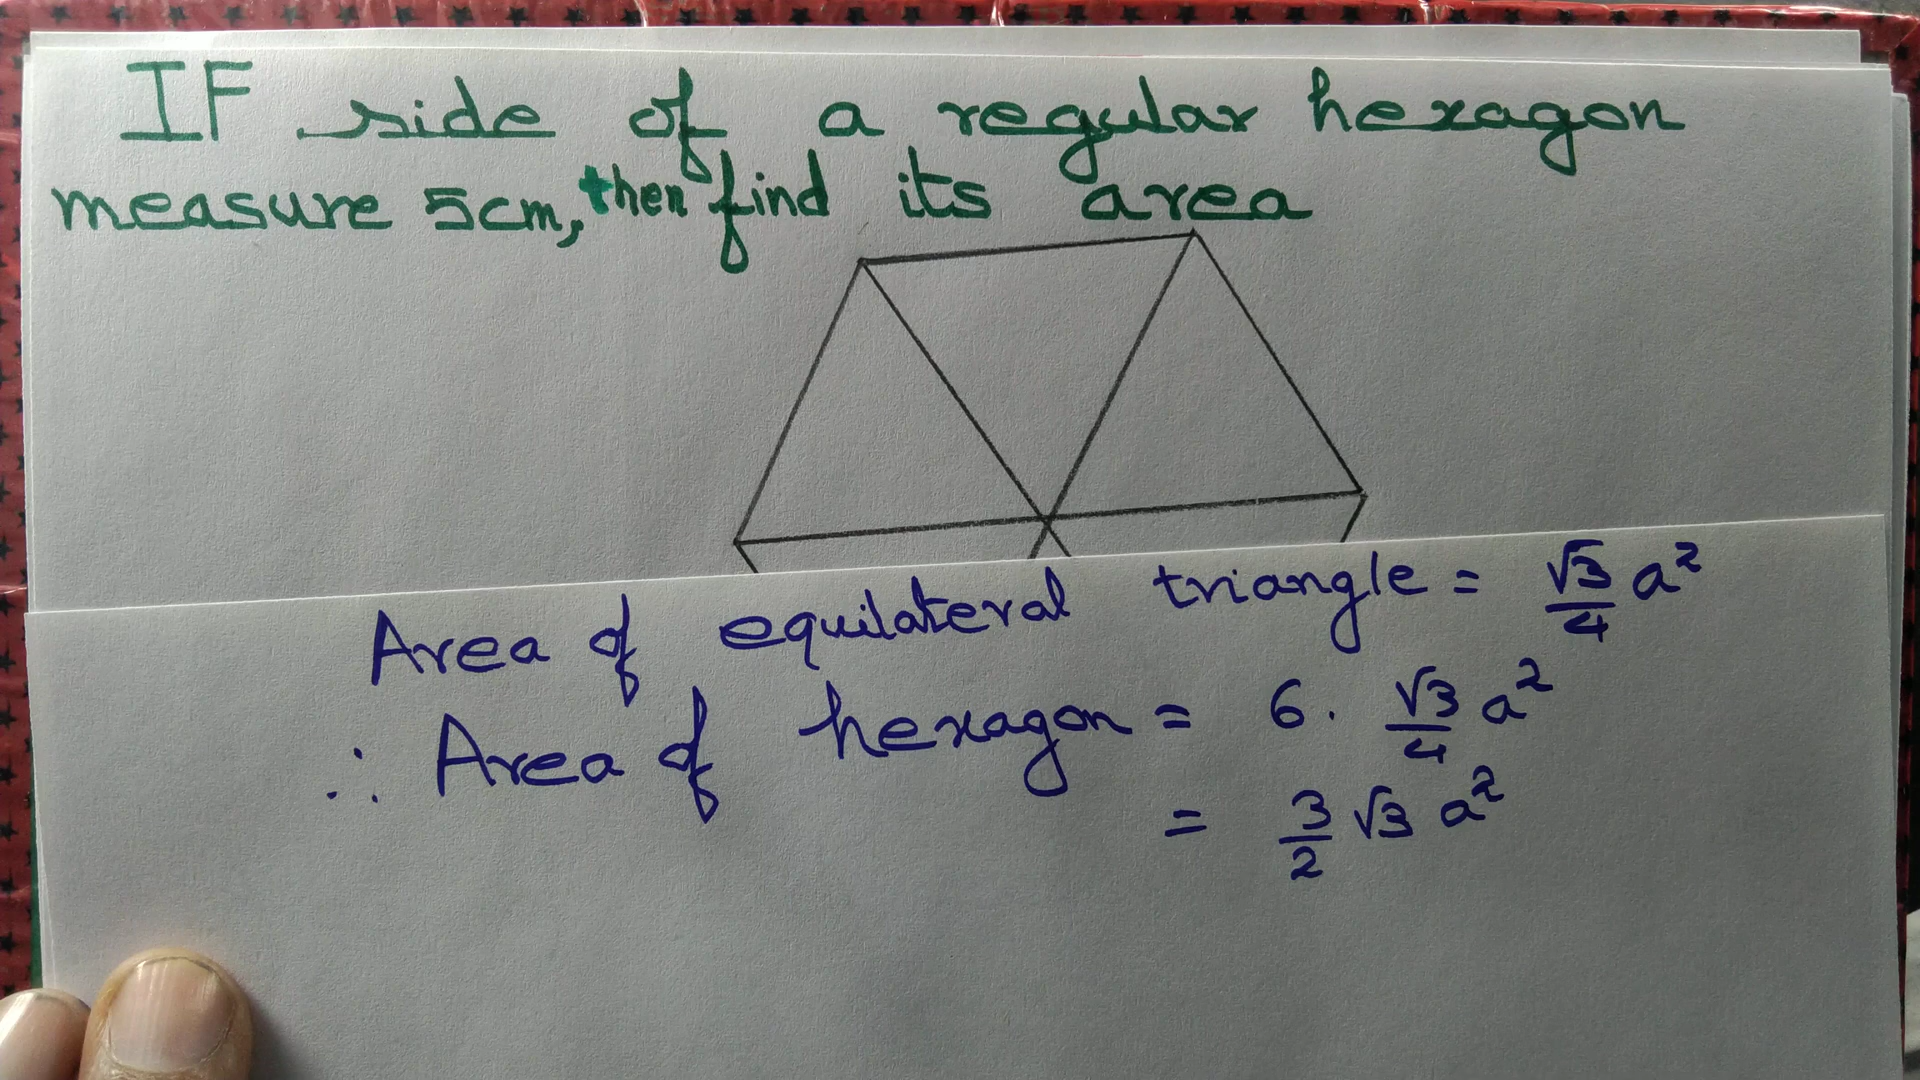 IF side of a regular hexagon
measure 5cm, then find its area
Area of equilateral triangle = √3/4 a²
∴ Area of hexagon = 6 · √3/4 a²
= 3/2 √3 a²